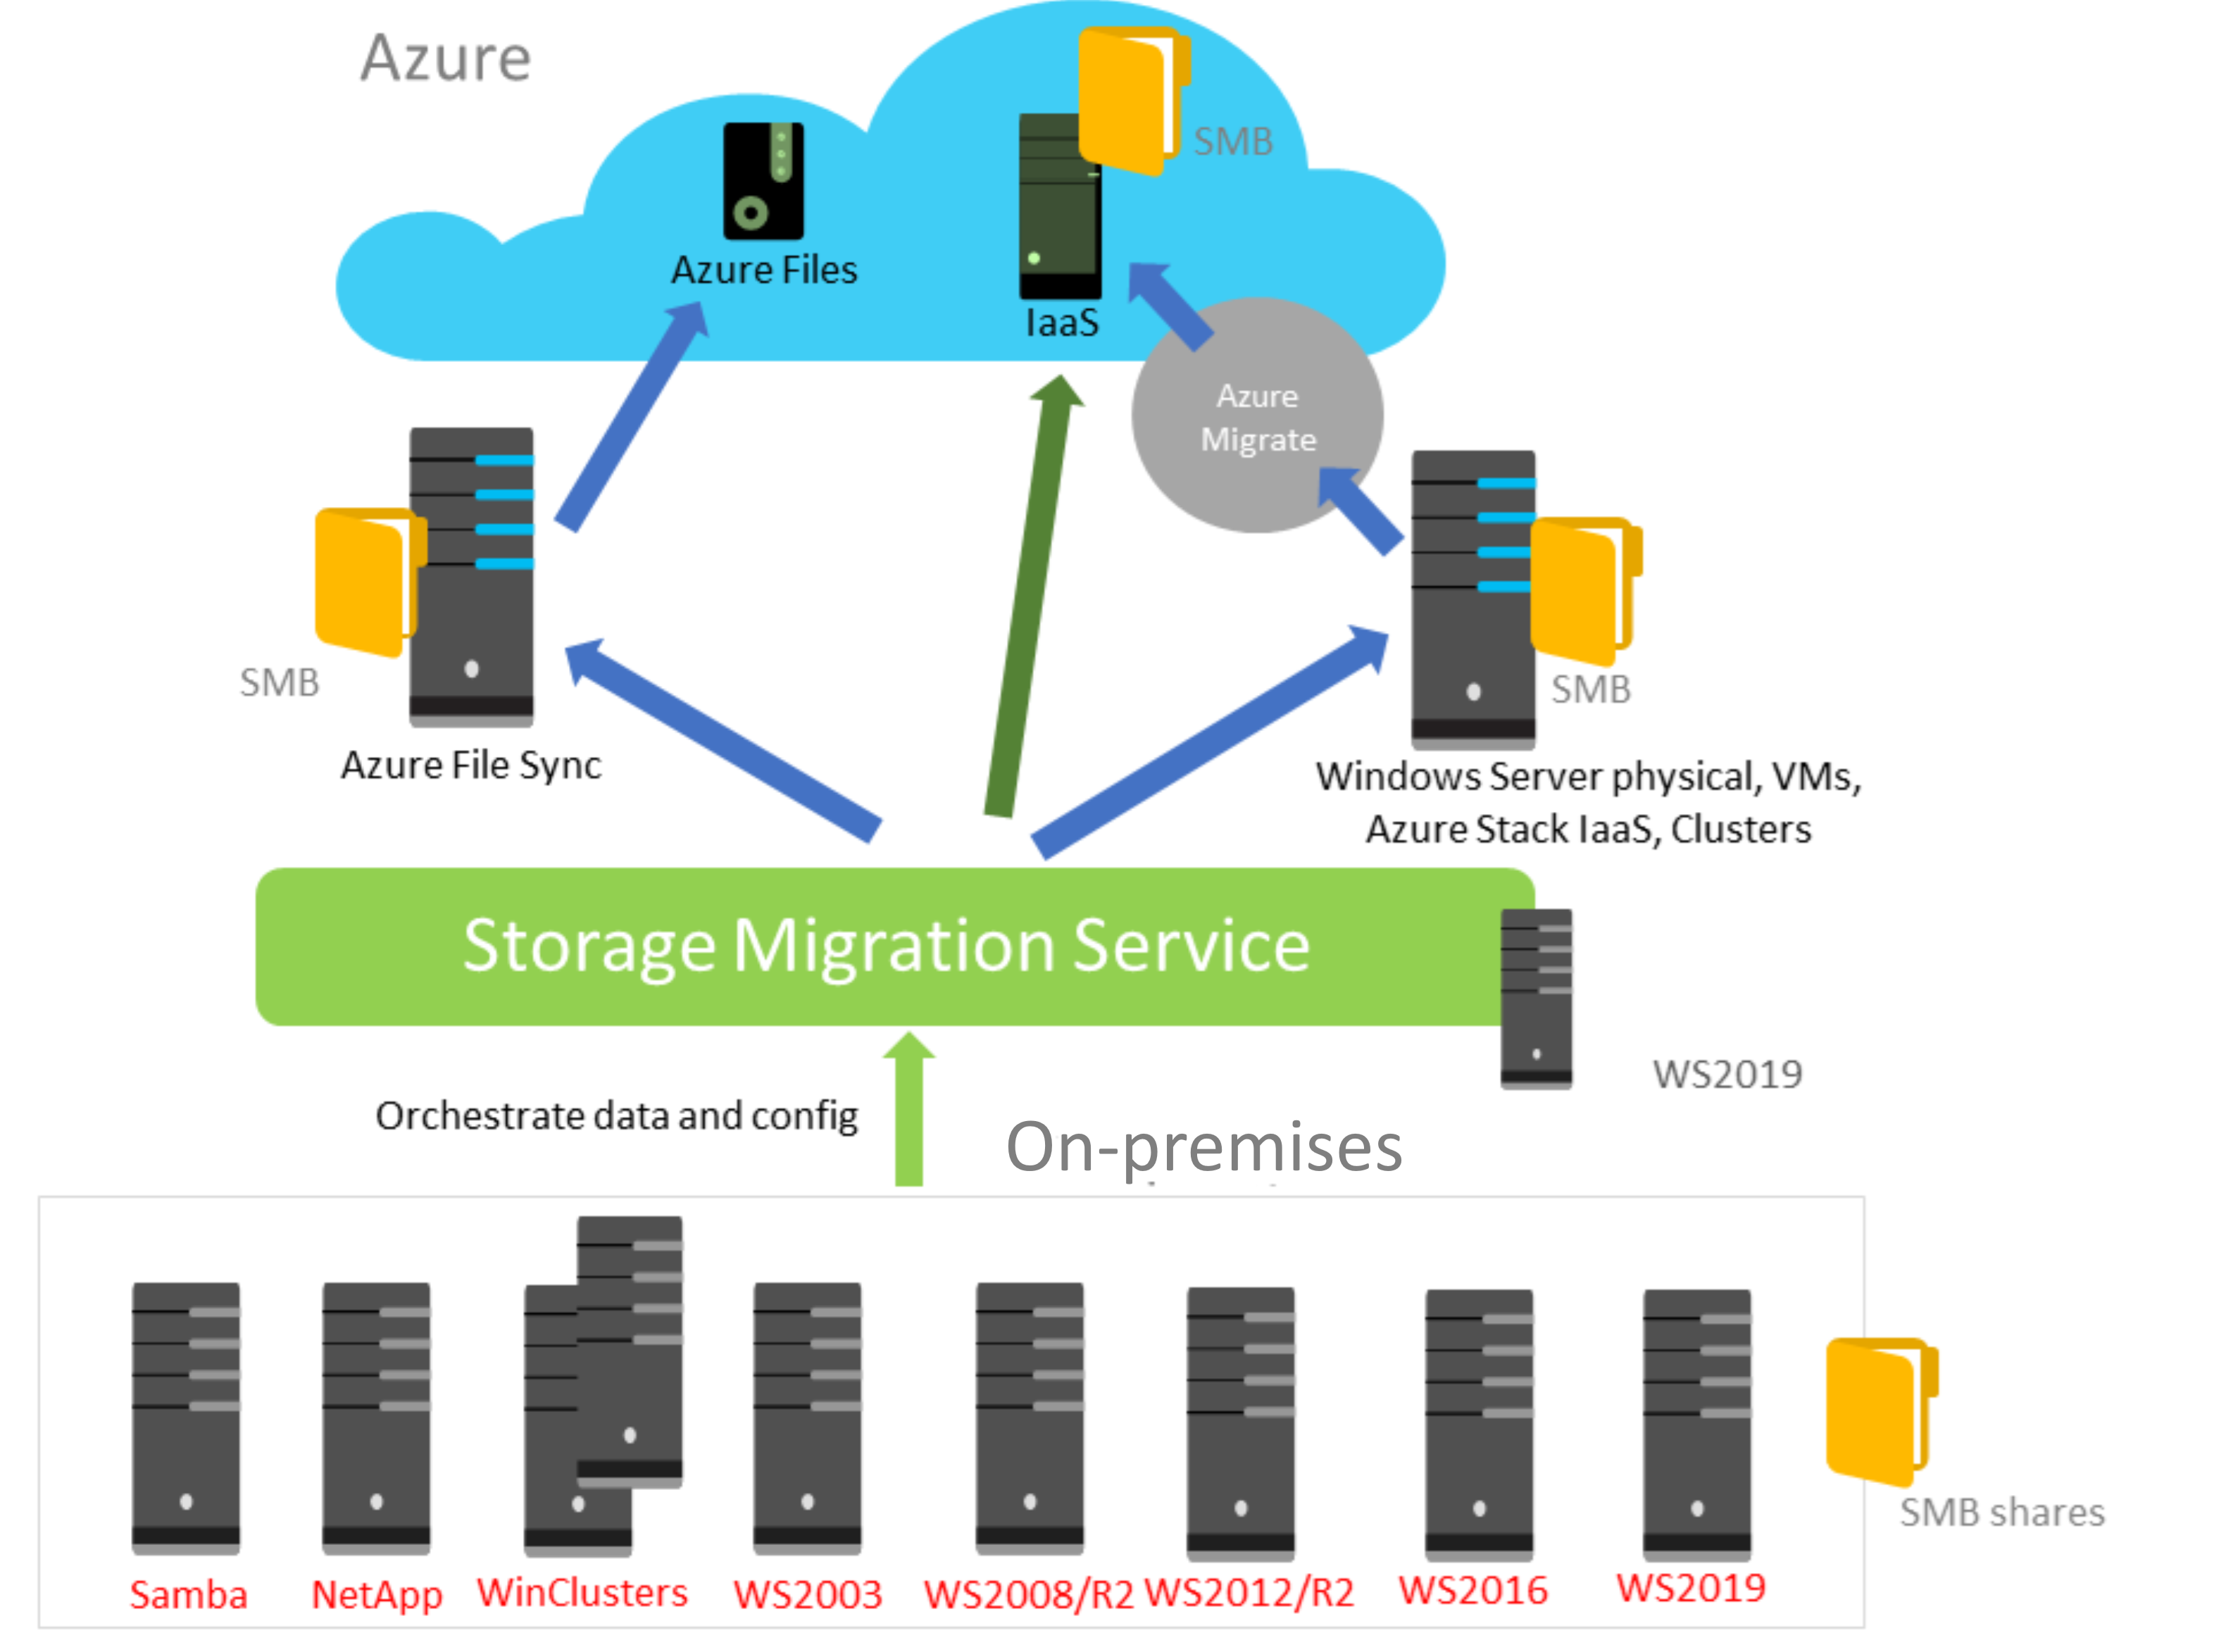 Azure
SMB
Azure Files
IaaS
Azure
Migrate
SMB
SMB
Azure File Sync
Windows Server physical, VMs,
Azure Stack IaaS, Clusters
Storage Migration Service
WS2019
Orchestrate data and config
On-premises
SMB shares
Samba
NetApp
WinClusters
WS2003
WS2008/R2
WS2012/R2
WS2016
WS2019